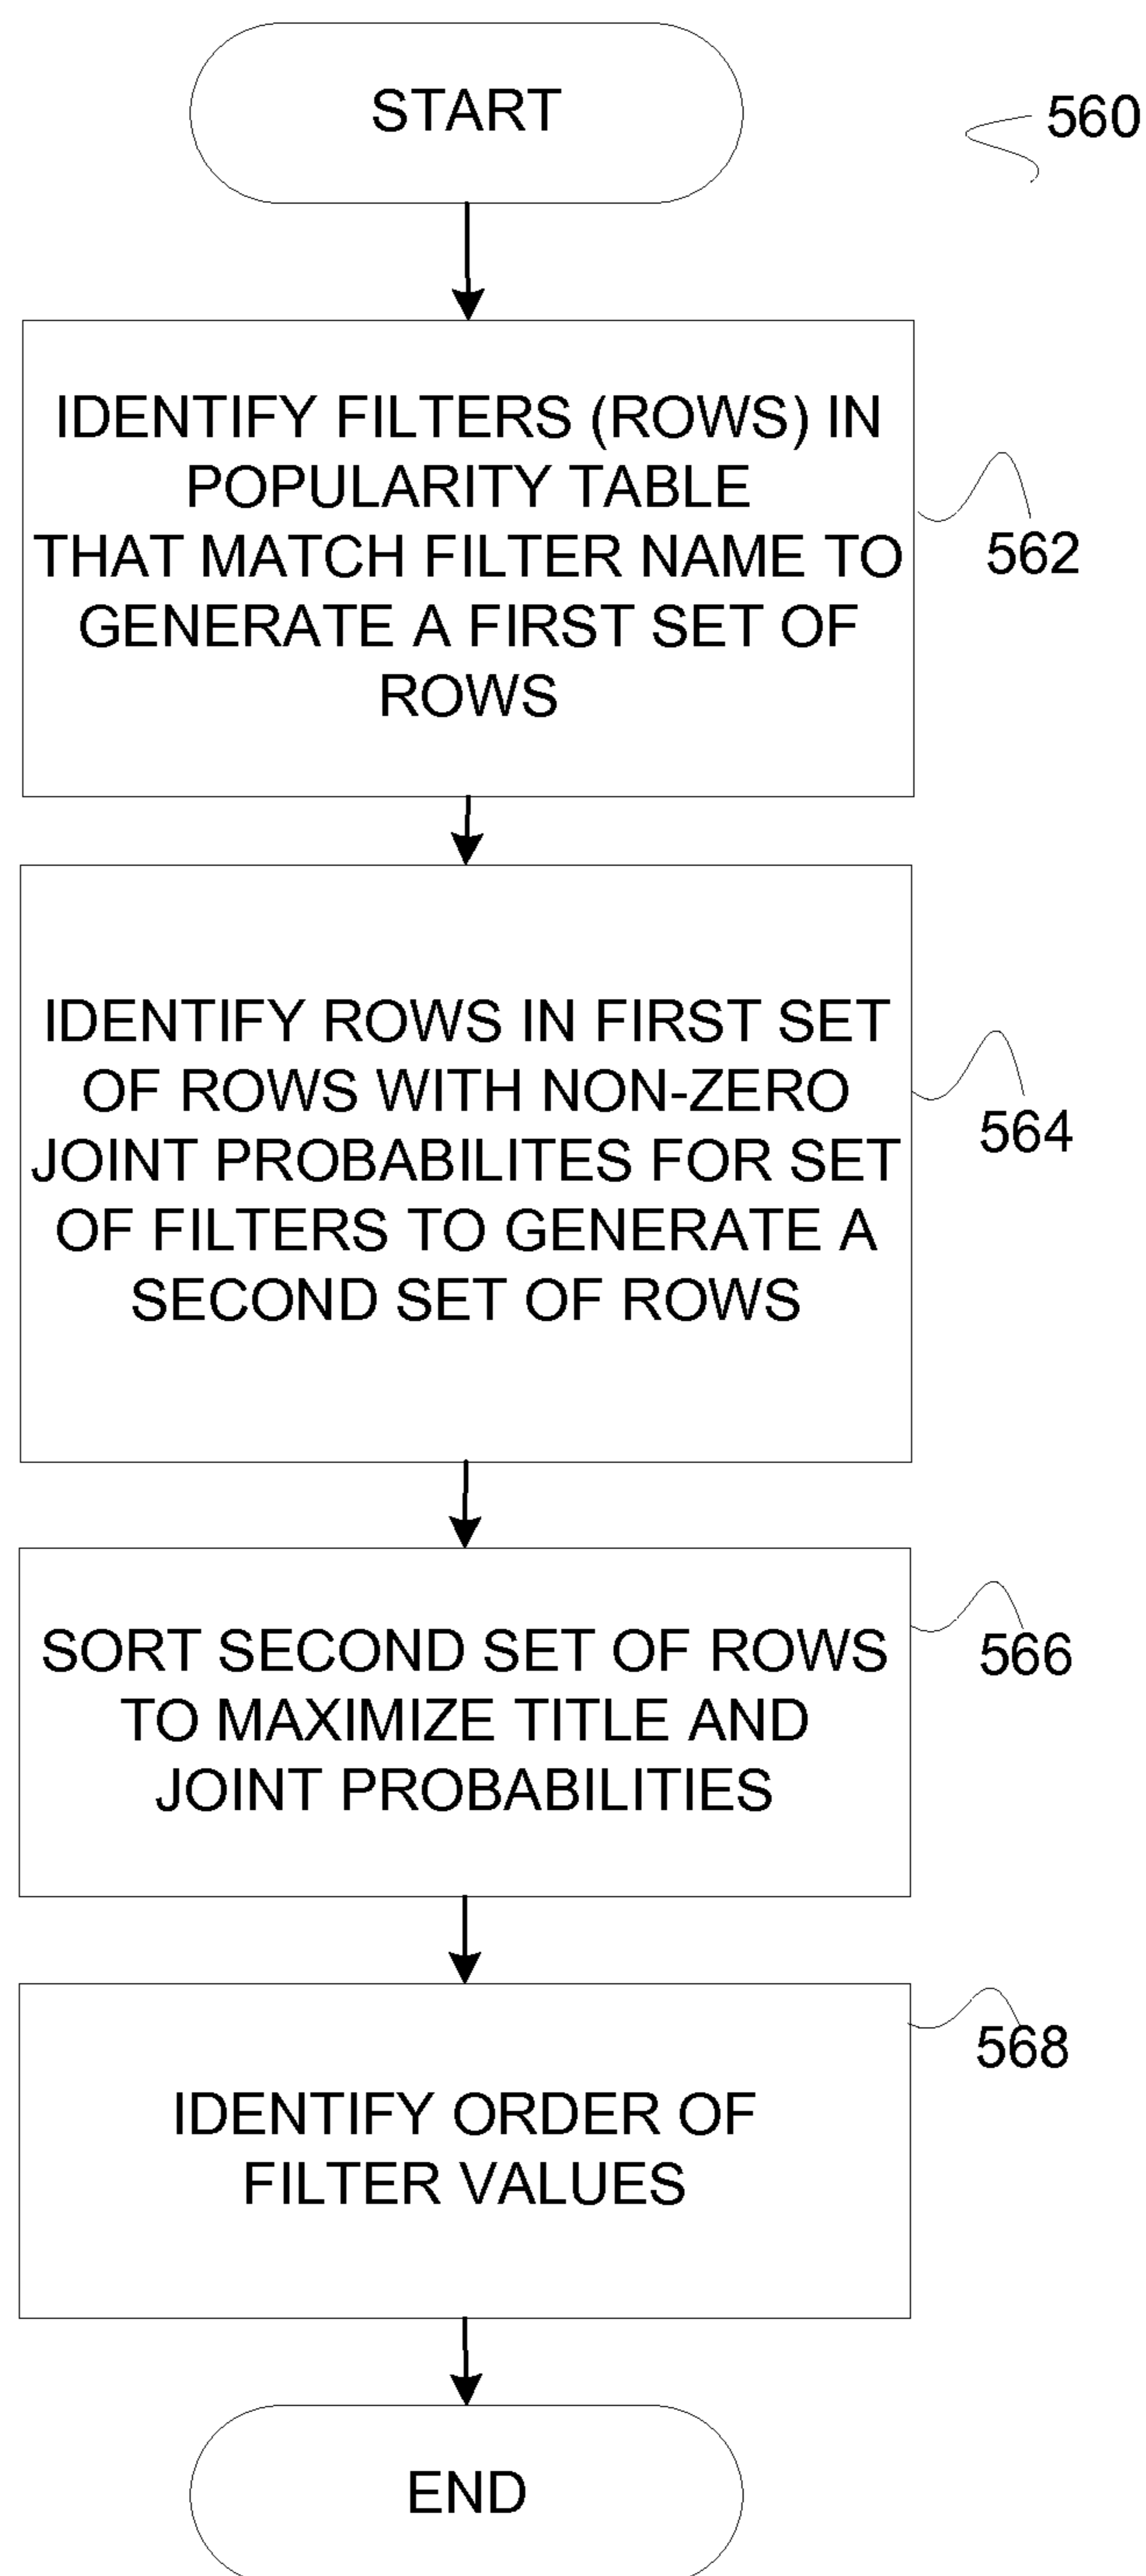 START
560
IDENTIFY FILTERS (ROWS) IN
POPULARITY TABLE
THAT MATCH FILTER NAME TO
GENERATE A FIRST SET OF
ROWS
562
IDENTIFY ROWS IN FIRST SET
OF ROWS WITH NON-ZERO
JOINT PROBABILITES FOR SET
OF FILTERS TO GENERATE A
SECOND SET OF ROWS
564
SORT SECOND SET OF ROWS
TO MAXIMIZE TITLE AND
JOINT PROBABILITIES
566
IDENTIFY ORDER OF
FILTER VALUES
568
END